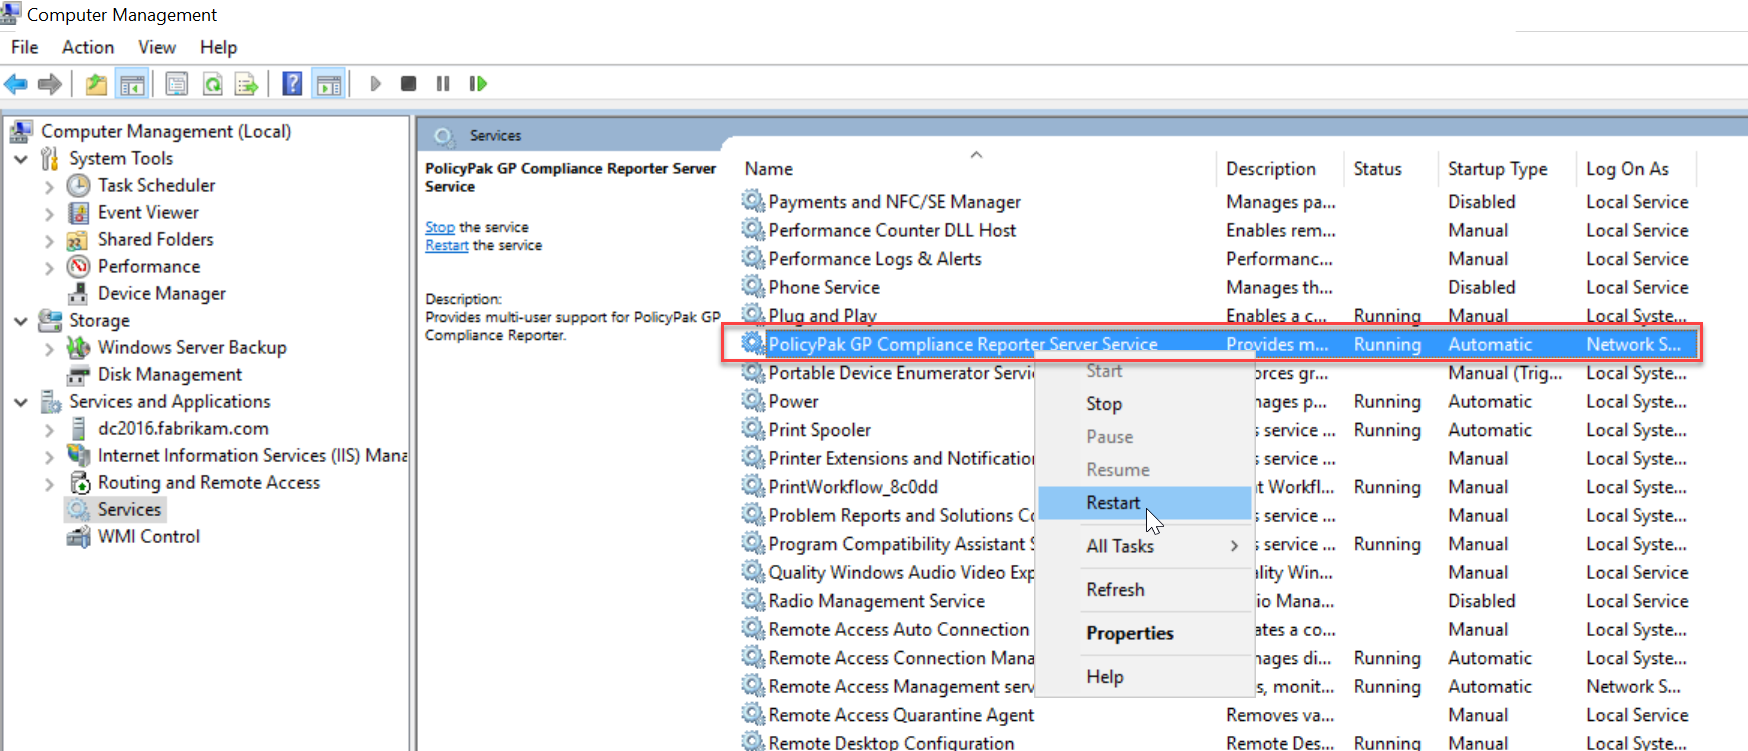 Computer Management
File Action View Help
Computer Management (Local)
System Tools
Task Scheduler
Event Viewer
Shared Folders
Performance
Device Manager
Storage
Windows Server Backup
Disk Management
Services and Applications
dc2016.fabrikam.com
Internet Information Services (IIS) Mana
Routing and Remote Access
Services
WMI Control
Services
PolicyPak GP Compliance Reporter Server
Service
Stop the service
Restart the service
Description:
Provides multi-user support for PolicyPak GP
Compliance Reporter.
Name Description Status Startup Type Log On As
Payments and NFC/SE Manager Manages pa... Disabled Local Service
Performance Counter DLL Host Enables rem... Manual Local Service
Performance Logs & Alerts Performanc... Manual Local Service
Phone Service Manages th... Disabled Local Service
Plug and Play Enables a c... Running Manual Local Syste...
PolicyPak GP Compliance Reporter Server Service Provides m... Running Automatic Network S...
Portable Device Enumerator Servi orces gr... Manual (Trig... Local Syste...
Power nages p... Running Automatic Local Syste...
Print Spooler s service ... Running Automatic Local Syste...
Printer Extensions and Notification s service ... Manual Local Syste...
PrintWorkflow_8c0dd t Workfl... Running Manual Local Syste...
Problem Reports and Solutions Co s service ... Manual Local Syste...
Program Compatibility Assistant S s service ... Running Manual Local Syste...
Quality Windows Audio Video Exp lity Win... Manual Local Service
Radio Management Service io Mana... Disabled Local Service
Remote Access Auto Connection ates a co... Manual Local Syste...
Remote Access Connection Mana nages di... Running Automatic Local Syste...
Remote Access Management serv s, monit... Running Automatic Network S...
Remote Access Quarantine Agent Removes va... Manual Local Service
Remote Desktop Configuration Remote Des... Running Manual Local Syste...
Start
Stop
Pause
Resume
Restart
All Tasks
Refresh
Properties
Help